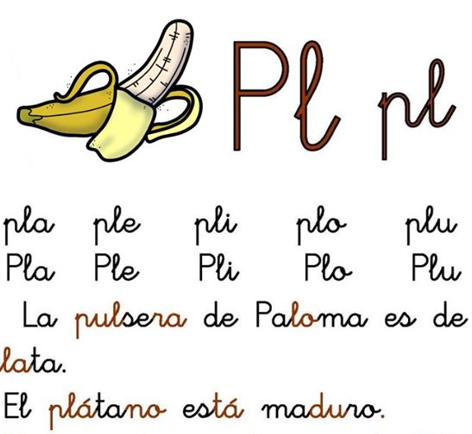 Pl pl
pla ple pli plo plu
Pla Ple Pli Plo Plu
La pulsera de Paloma es de
lata.
El plátano está maduro.